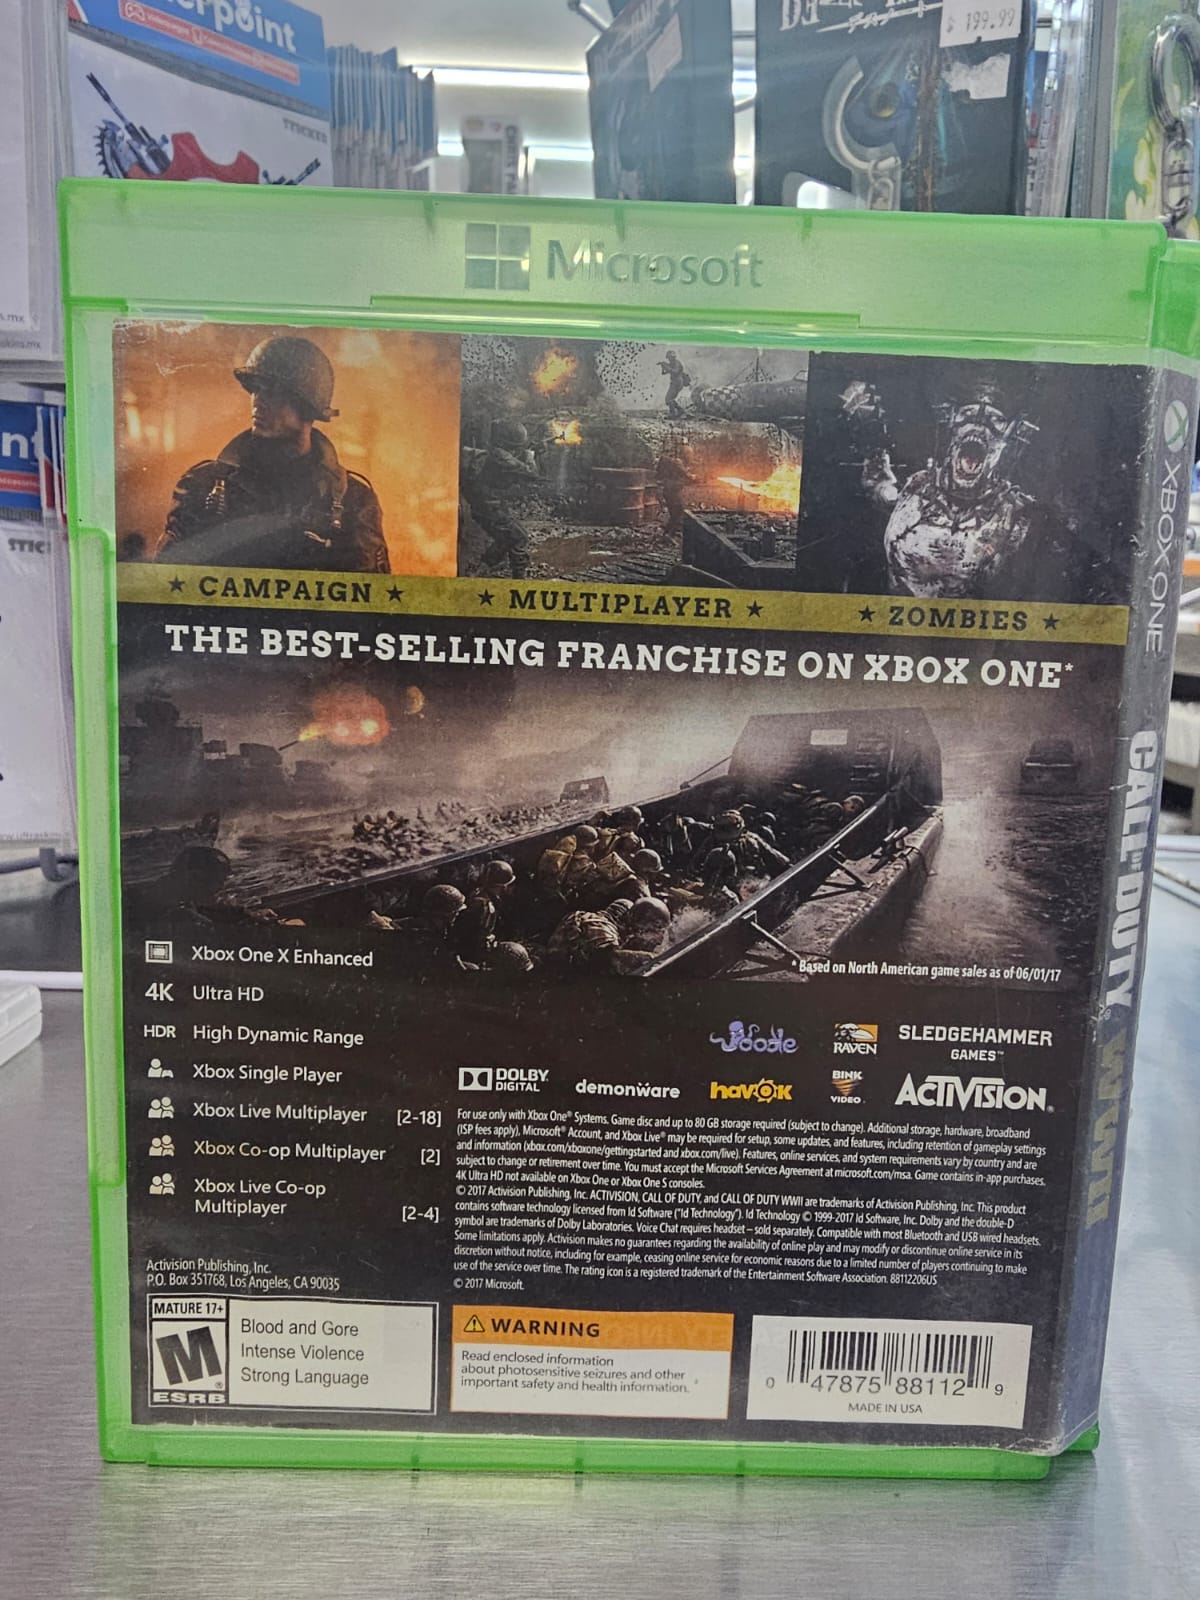 erpoint
STICKER
$ 199.99
s.mx
skins.mx
nt
STIC
Microsoft
★ CAMPAIGN ★
★ MULTIPLAYER ★
★ ZOMBIES ★
THE BEST-SELLING FRANCHISE ON XBOX ONE*
* Based on North American game sales as of 06/01/17
Xbox One X Enhanced
4K Ultra HD
HDR High Dynamic Range
Xbox Single Player
Xbox Live Multiplayer [2-18]
Xbox Co-op Multiplayer [2]
Xbox Live Co-op
Multiplayer [2-4]
Activision Publishing, Inc.
P.O. Box 351768, Los Angeles, CA 90035
oodle
RAVEN
SLEDGEHAMMER
GAMES™
DOLBY
DIGITAL
demonware
havok
BINK
VIDEO
ACTIVISION.
For use only with Xbox One® Systems. Game disc and up to 80 GB storage required (subject to change). Additional storage, hardware, broadband
(ISP fees apply), Microsoft® Account, and Xbox Live® may be required for setup, some updates, and features, including retention of gameplay settings
and information (xbox.com/xboxone/gettingstarted and xbox.com/live). Features, online services, and system requirements vary by country and are
subject to change or retirement over time. You must accept the Microsoft Services Agreement at microsoft.com/msa. Game contains in-app purchases.
4K Ultra HD not available on Xbox One or Xbox One S consoles.
© 2017 Activision Publishing, Inc. ACTIVISION, CALL OF DUTY, and CALL OF DUTY WWII are trademarks of Activision Publishing, Inc. This product
contains software technology licensed from Id Software ("Id Technology"). Id Technology © 1999-2017 Id Software, Inc. Dolby and the double-D
symbol are trademarks of Dolby Laboratories. Voice Chat requires headset – sold separately. Compatible with most Bluetooth and USB wired headsets.
Some limitations apply. Activision makes no guarantees regarding the availability of online play and may modify or discontinue online service in its
discretion without notice, including for example, ceasing online service for economic reasons due to a limited number of players continuing to make
use of the service over time. The rating icon is a registered trademark of the Entertainment Software Association. 88112206US
© 2017 Microsoft.
MATURE 17+
M
®
ESRB
Blood and Gore
Intense Violence
Strong Language
WARNING
Read enclosed information
about photosensitive seizures and other
important safety and health information.
0 47875 88112 9
MADE IN USA
XBOX ONE
CALL OF DUTY
WWII